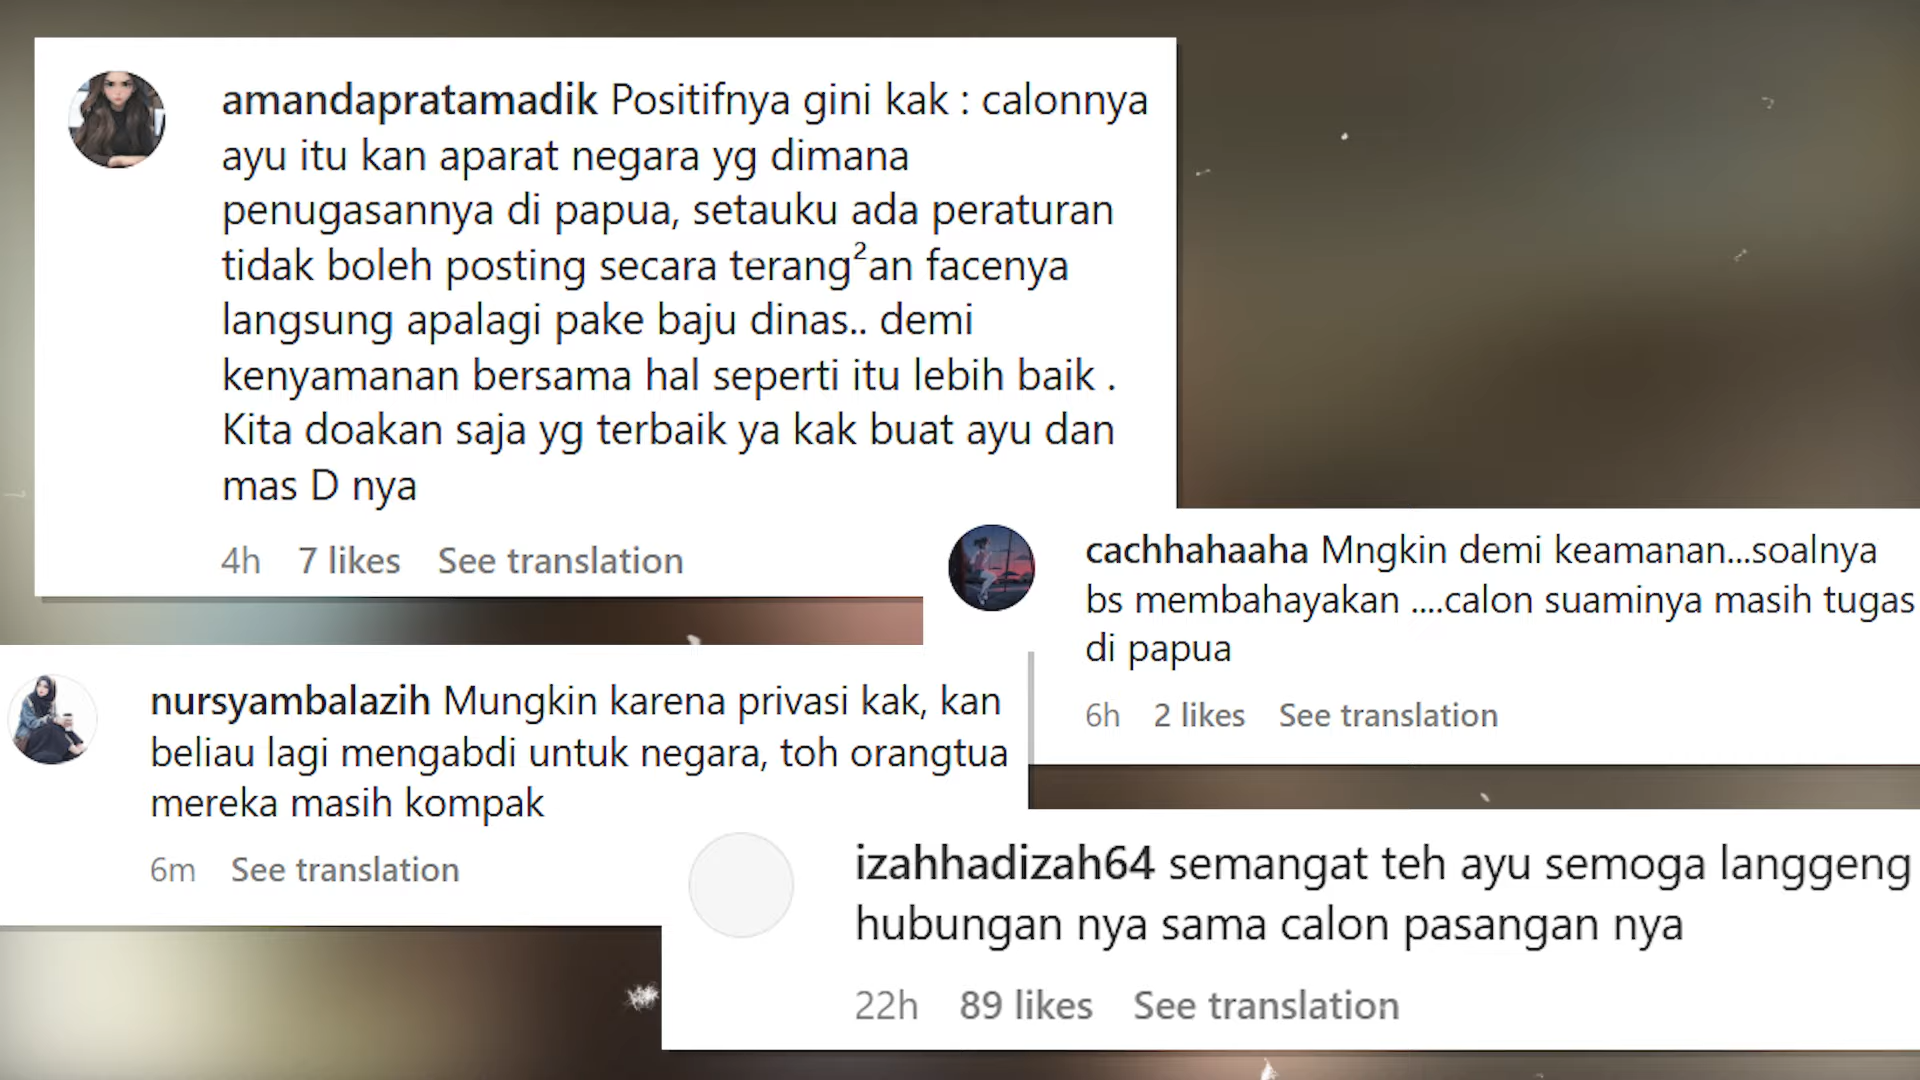 amandapratamadik Positifnya gini kak : calonnya
ayu itu kan aparat negara yg dimana
penugasannya di papua, setauku ada peraturan
tidak boleh posting secara terang²an facenya
langsung apalagi pake baju dinas.. demi
kenyamanan bersama hal seperti itu lebih baik .
Kita doakan saja yg terbaik ya kak buat ayu dan
mas D nya
4h 7 likes See translation
cachhahaaha Mngkin demi keamanan...soalnya
bs membahayakan ....calon suaminya masih tugas
di papua
6h 2 likes See translation
nursyambalazih Mungkin karena privasi kak, kan
beliau lagi mengabdi untuk negara, toh orangtua
mereka masih kompak
6m See translation
izahhadizah64 semangat teh ayu semoga langgeng
hubungan nya sama calon pasangan nya
22h 89 likes See translation